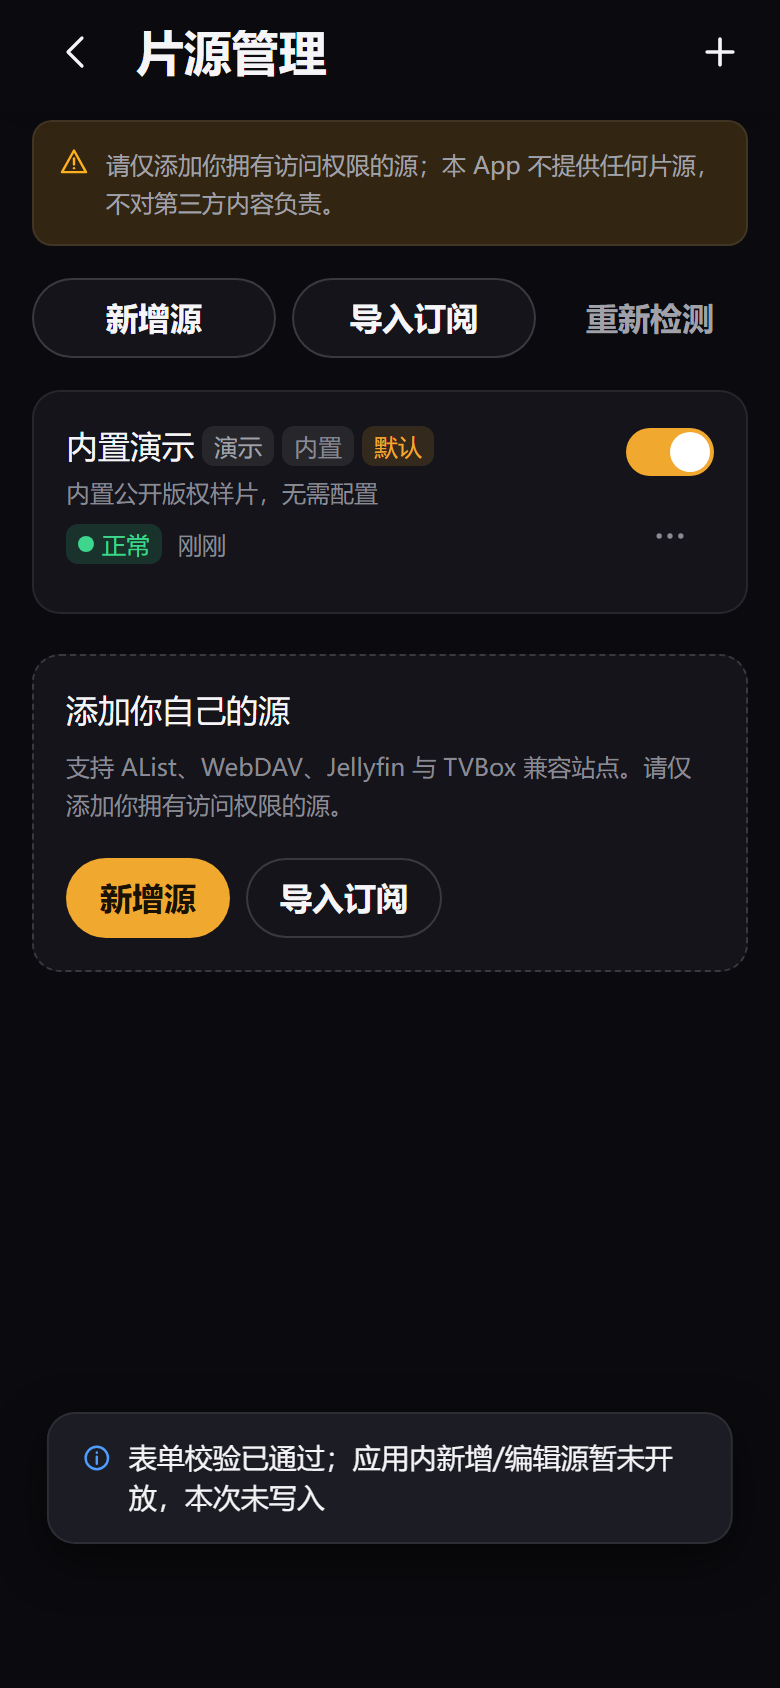 片源管理
请仅添加你拥有访问权限的源；本 App 不提供任何片源，
不对第三方内容负责。
新增源 导入订阅 重新检测
内置演示 演示 内置 默认
内置公开版权样片，无需配置
正常 刚刚
添加你自己的源
支持 AList、WebDAV、Jellyfin 与 TVBox 兼容站点。请仅
添加你拥有访问权限的源。
新增源 导入订阅
表单校验已通过；应用内新增/编辑源暂未开
放，本次未写入